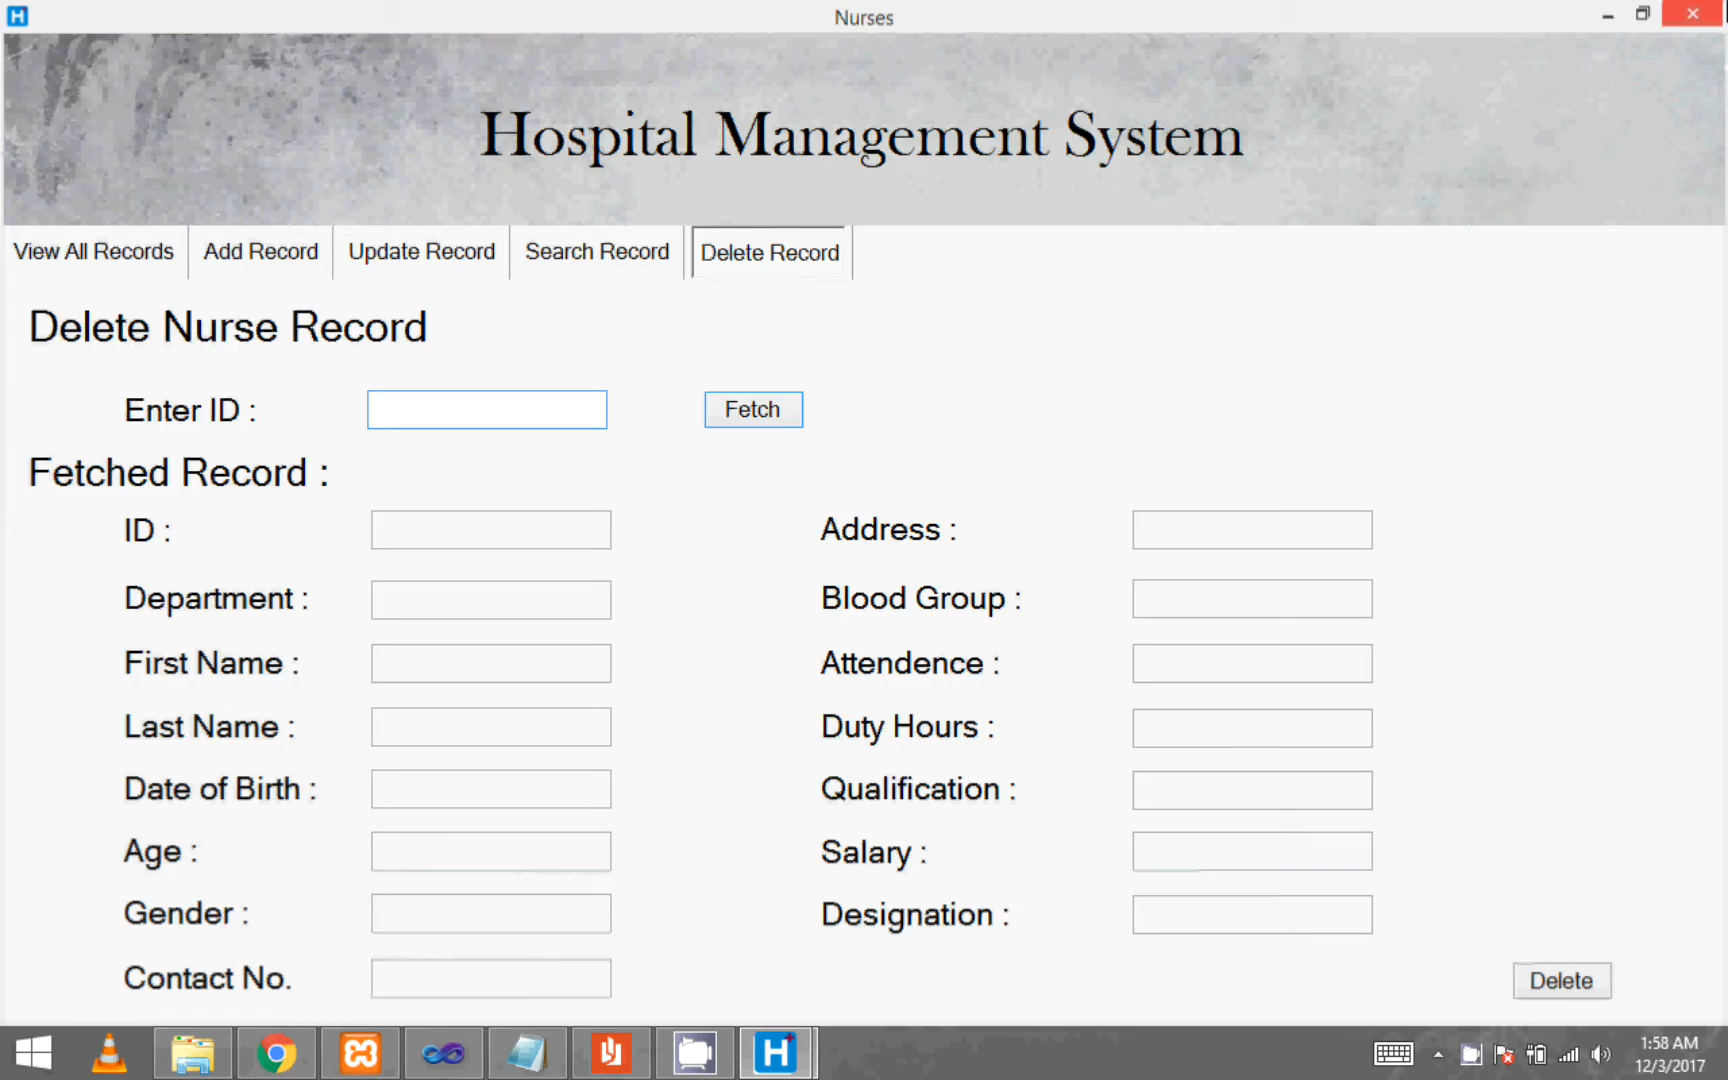 Nurses
Hospital Management System
View All Records Add Record Update Record Search Record Delete Record
Delete Nurse Record
Enter ID : Fetch
Fetched Record :
ID : Address :
Department : Blood Group :
First Name : Attendence :
Last Name : Duty Hours :
Date of Birth : Qualification :
Age : Salary :
Gender : Designation :
Contact No. Delete
1:58 AM
12/3/2017